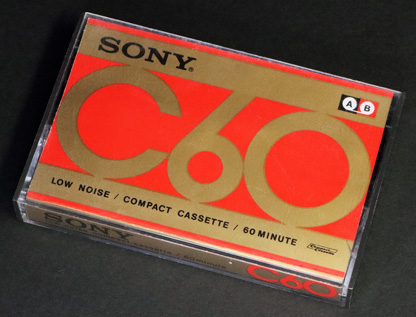 SONY®
A B
C60
LOW NOISE / COMPACT CASSETTE / 60 MINUTE
SONY
C60